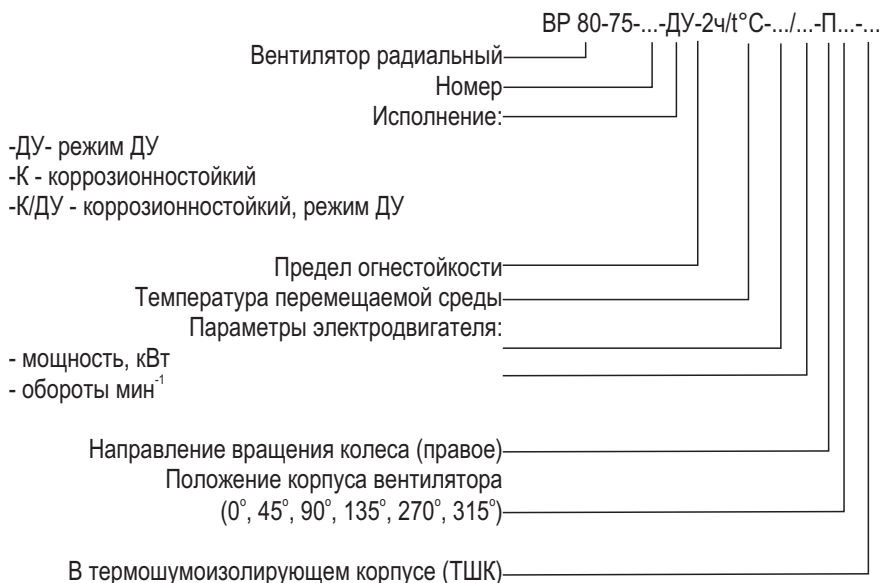 ВР 80-75-...-ДУ-2ч/t°С-.../...-П...-...
Вентилятор радиальный
Номер
Исполнение:
-ДУ- режим ДУ
-К - коррозионностойкий
-К/ДУ - коррозионностойкий, режим ДУ
Предел огнестойкости
Температура перемещаемой среды
Параметры электродвигателя:
- мощность, кВт
- обороты мин⁻¹
Направление вращения колеса (правое)
Положение корпуса вентилятора
(0°, 45°, 90°, 135°, 270°, 315°)
В термошумоизолирующем корпусе (ТШК)